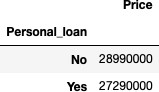 Price
Personal_loan
No 28990000
Yes 27290000